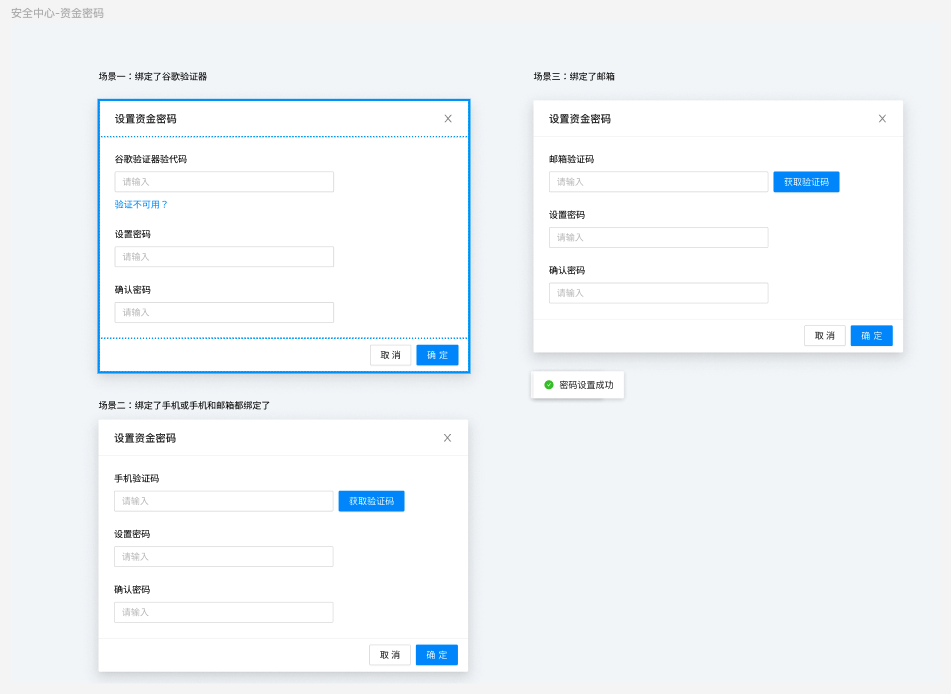 安全中心-资金密码
场景一：绑定了谷歌验证器
设置资金密码
谷歌验证器验代码
请输入
验证不可用？
设置密码
请输入
确认密码
请输入
取 消
确 定
场景二：绑定了手机或手机和邮箱都绑定了
设置资金密码
手机验证码
请输入
获取验证码
设置密码
请输入
确认密码
请输入
取 消
确 定
场景三：绑定了邮箱
设置资金密码
邮箱验证码
请输入
获取验证码
设置密码
请输入
确认密码
请输入
取 消
确 定
密码设置成功